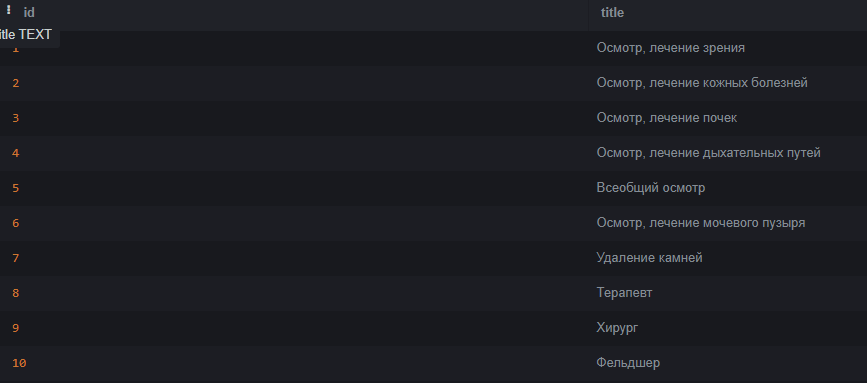 id title
itle TEXT
1 Осмотр, лечение зрения
2 Осмотр, лечение кожных болезней
3 Осмотр, лечение почек
4 Осмотр, лечение дыхательных путей
5 Всеобщий осмотр
6 Осмотр, лечение мочевого пузыря
7 Удаление камней
8 Терапевт
9 Хирург
10 Фельдшер